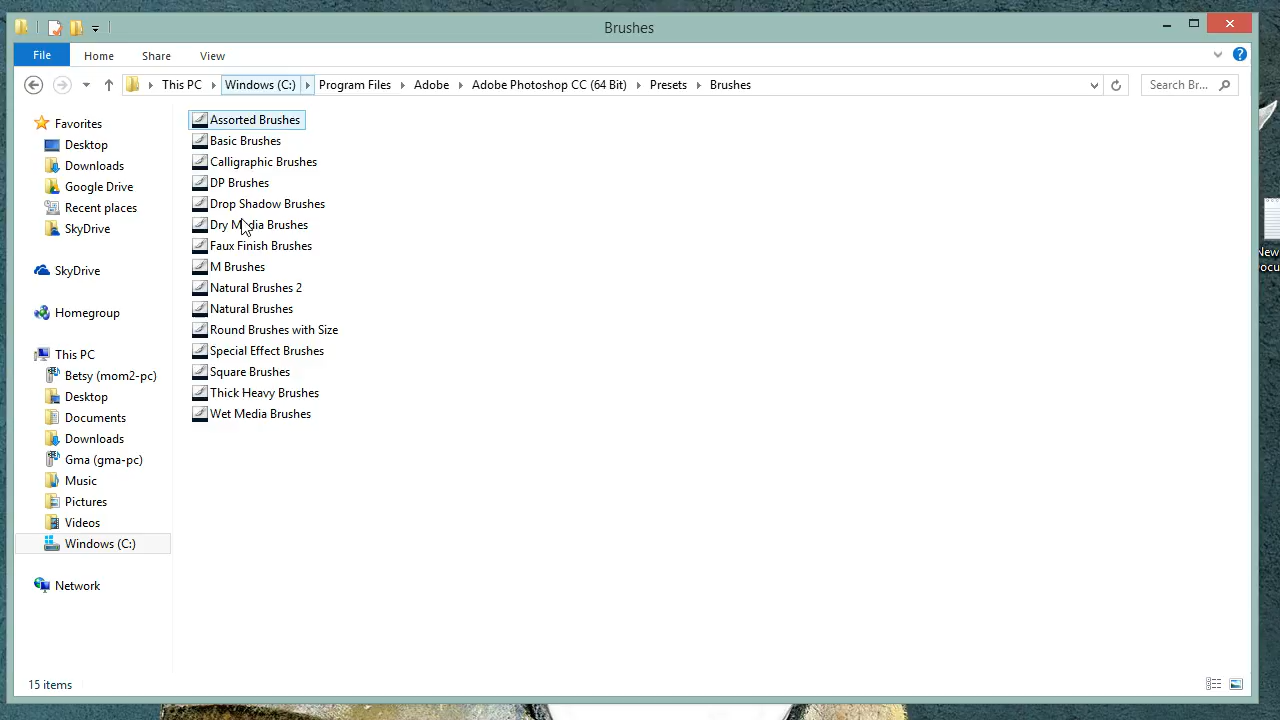 Brushes
File Home Share View
This PC Windows (C:) Program Files Adobe Adobe Photoshop CC (64 Bit) Presets Brushes Search Br...
Favorites
Desktop
Downloads
Google Drive
Recent places
SkyDrive
SkyDrive
Homegroup
This PC
Betsy (mom2-pc)
Desktop
Documents
Downloads
Gma (gma-pc)
Music
Pictures
Videos
Windows (C:)
Network
Assorted Brushes
Basic Brushes
Calligraphic Brushes
DP Brushes
Drop Shadow Brushes
Dry Media Brushes
Faux Finish Brushes
M Brushes
Natural Brushes 2
Natural Brushes
Round Brushes with Size
Special Effect Brushes
Square Brushes
Thick Heavy Brushes
Wet Media Brushes
15 items
New